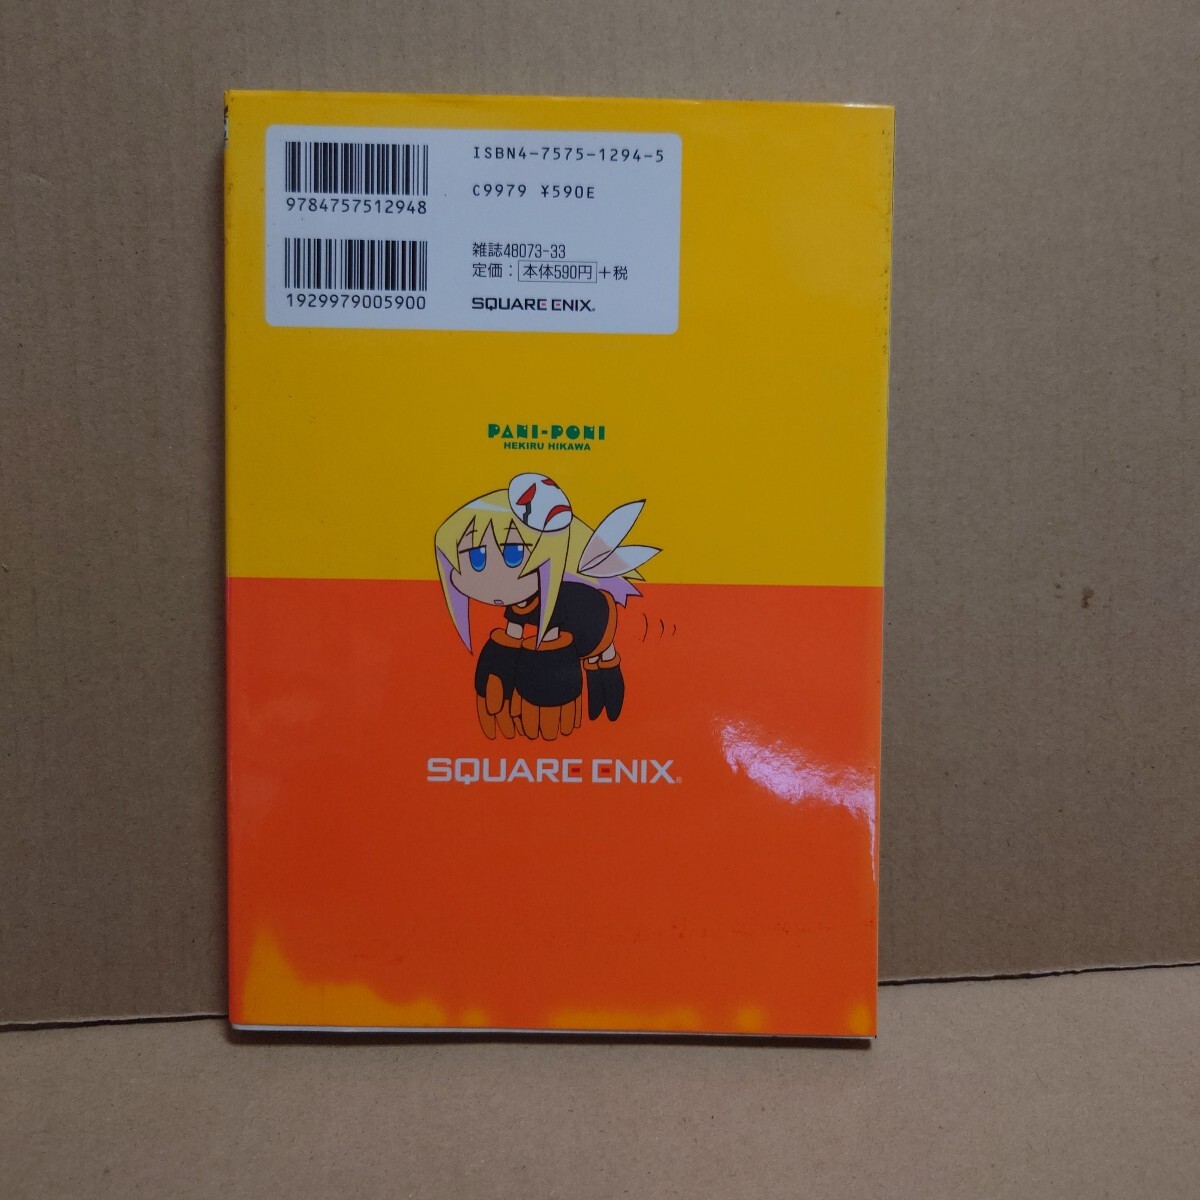 ISBN4-7575-1294-5
C9979 ¥590E
9784757512948
雑誌48073-33
定価：本体590円+税
1929979005900
SQUARE ENIX®
PANI-PONI
HEKIRU HIKAWA
SQUARE ENIX®